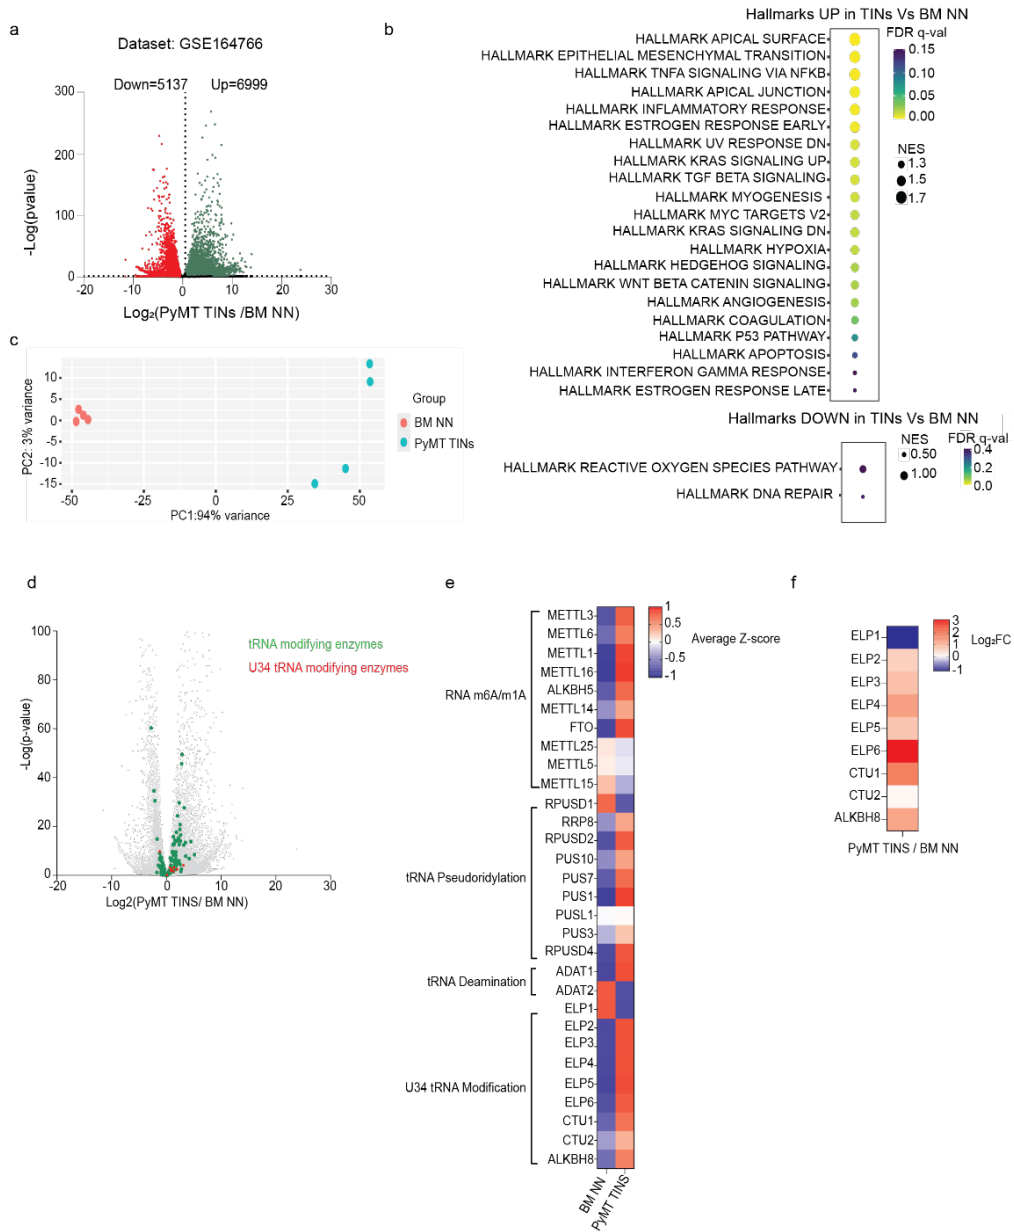 a
Dataset: GSE164766
Down=5137 Up=6999
300
200
100
0
-20 -10 0 10 20 30
-Log(pvalue)
Log₂(PyMT TINs /BM NN)
b
Hallmarks UP in TINs Vs BM NN
HALLMARK APICAL SURFACE
HALLMARK EPITHELIAL MESENCHYMAL TRANSITION
HALLMARK TNFA SIGNALING VIA NFKB
HALLMARK APICAL JUNCTION
HALLMARK INFLAMMATORY RESPONSE
HALLMARK ESTROGEN RESPONSE EARLY
HALLMARK UV RESPONSE DN
HALLMARK KRAS SIGNALING UP
HALLMARK TGF BETA SIGNALING
HALLMARK MYOGENESIS
HALLMARK MYC TARGETS V2
HALLMARK KRAS SIGNALING DN
HALLMARK HYPOXIA
HALLMARK HEDGEHOG SIGNALING
HALLMARK WNT BETA CATENIN SIGNALING
HALLMARK ANGIOGENESIS
HALLMARK COAGULATION
HALLMARK P53 PATHWAY
HALLMARK APOPTOSIS
HALLMARK INTERFERON GAMMA RESPONSE
HALLMARK ESTROGEN RESPONSE LATE
FDR q-val
0.15
0.10
0.05
0.00
NES
1.3
1.5
1.7
Hallmarks DOWN in TINs Vs BM NN
HALLMARK REACTIVE OXYGEN SPECIES PATHWAY
HALLMARK DNA REPAIR
NES
0.50
1.00
FDR q-val
0.4
0.2
0.0
c
10
5
0
-5
-10
-15
PC2: 3% variance
-50 -25 0 25 50
PC1:94% variance
Group
BM NN
PyMT TINs
d
tRNA modifying enzymes
U34 tRNA modifying enzymes
100
80
60
40
20
0
-Log(p-value)
-20 -10 0 10 20 30
Log2(PyMT TINS/ BM NN)
e
RNA m6A/m1A
METTL3
METTL6
METTL1
METTL16
ALKBH5
METTL14
FTO
METTL25
METTL5
METTL15
tRNA Pseudoridylation
RPUSD1
RRP8
RPUSD2
PUS10
PUS7
PUS1
PUSL1
PUS3
RPUSD4
tRNA Deamination
ADAT1
ADAT2
U34 tRNA Modification
ELP1
ELP2
ELP3
ELP4
ELP5
ELP6
CTU1
CTU2
ALKBH8
BM NN
PyMT TINS
1
0.5
0
-0.5
-1
Average Z-score
f
ELP1
ELP2
ELP3
ELP4
ELP5
ELP6
CTU1
CTU2
ALKBH8
PyMT TINS / BM NN
3
2
1
0
-1
Log₂FC